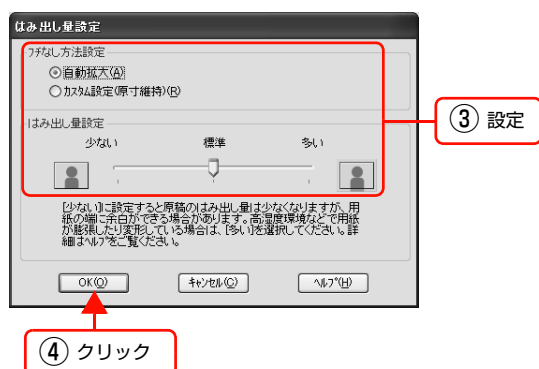 はみ出し量設定
フチなし方法設定
自動拡大(A)
カスタム設定(原寸維持)(R)
はみ出し量設定
少ない 標準 多い
[少ない]に設定すると原稿のはみ出し量は少なくなりますが、用
紙の端に余白ができる場合があります。高湿度環境などで用紙
が膨張したり変形している場合は、[多い]を選択してください。詳
細はヘルプをご覧ください。
OK(O) キャンセル(C) ヘルプ(H)
③ 設定
④ クリック